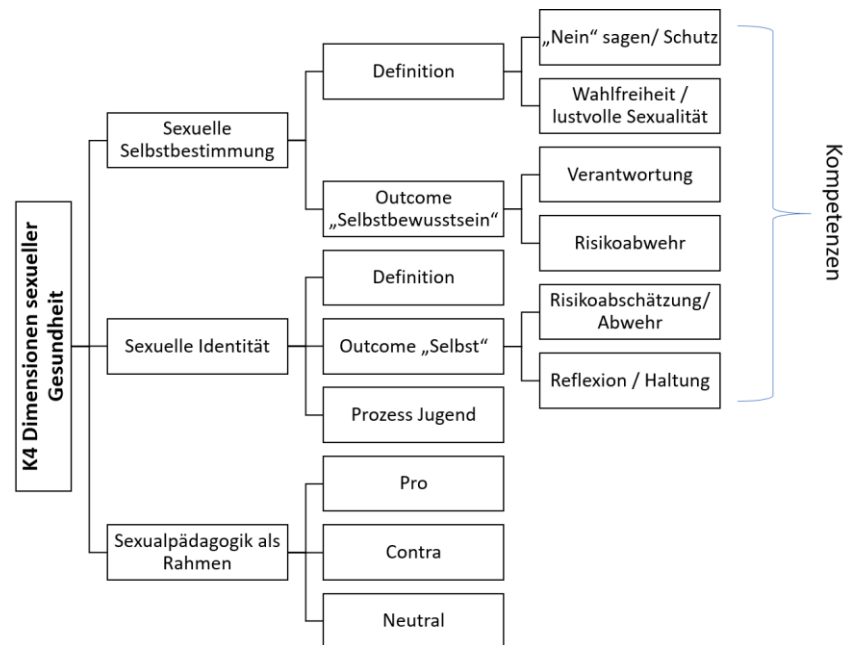 K4 Dimensionen sexueller
Gesundheit
Sexuelle
Selbstbestimmung
Definition
„Nein“ sagen/ Schutz
Wahlfreiheit /
lustvolle Sexualität
Outcome
„Selbstbewusstsein“
Verantwortung
Risikoabwehr
Sexuelle Identität
Definition
Outcome „Selbst“
Risikoabschätzung/
Abwehr
Reflexion / Haltung
Prozess Jugend
Sexualpädagogik als
Rahmen
Pro
Contra
Neutral
Kompetenzen